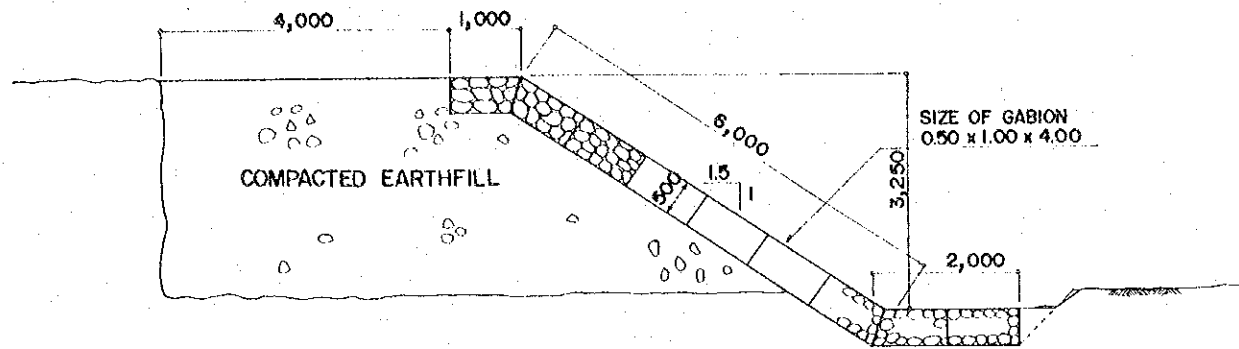 4,000
1,000
6,000
SIZE OF GABION
0.50 x 1.00 x 4.00
COMPACTED EARTHFILL
500
1.5
1
3,250
2,000